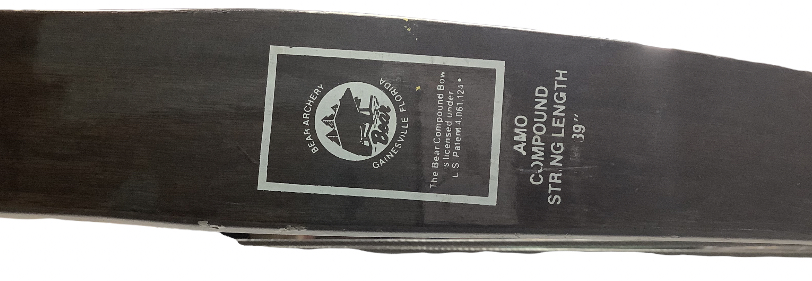 BEAR ARCHERY
Bear
GAINESVILLE FLORIDA
The Bear Compound Bow
is licensed under
U S Patent 4,061,124*
AMO
COMPOUND
STRING LENGTH
39"